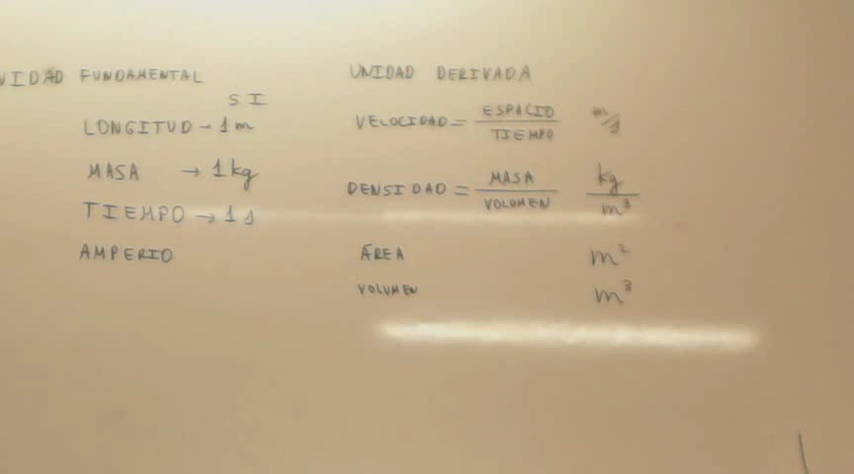 UNIDAD FUNDAMENTAL
SI
LONGITUD → 1 m
MASA → 1 kg
TIEMPO → 1 s
AMPERIO
UNIDAD DERIVADA
VELOCIDAD = ESPACIO / TIEMPO m/s
DENSIDAD = MASA / VOLUMEN kg / m³
ÁREA m²
VOLUMEN m³